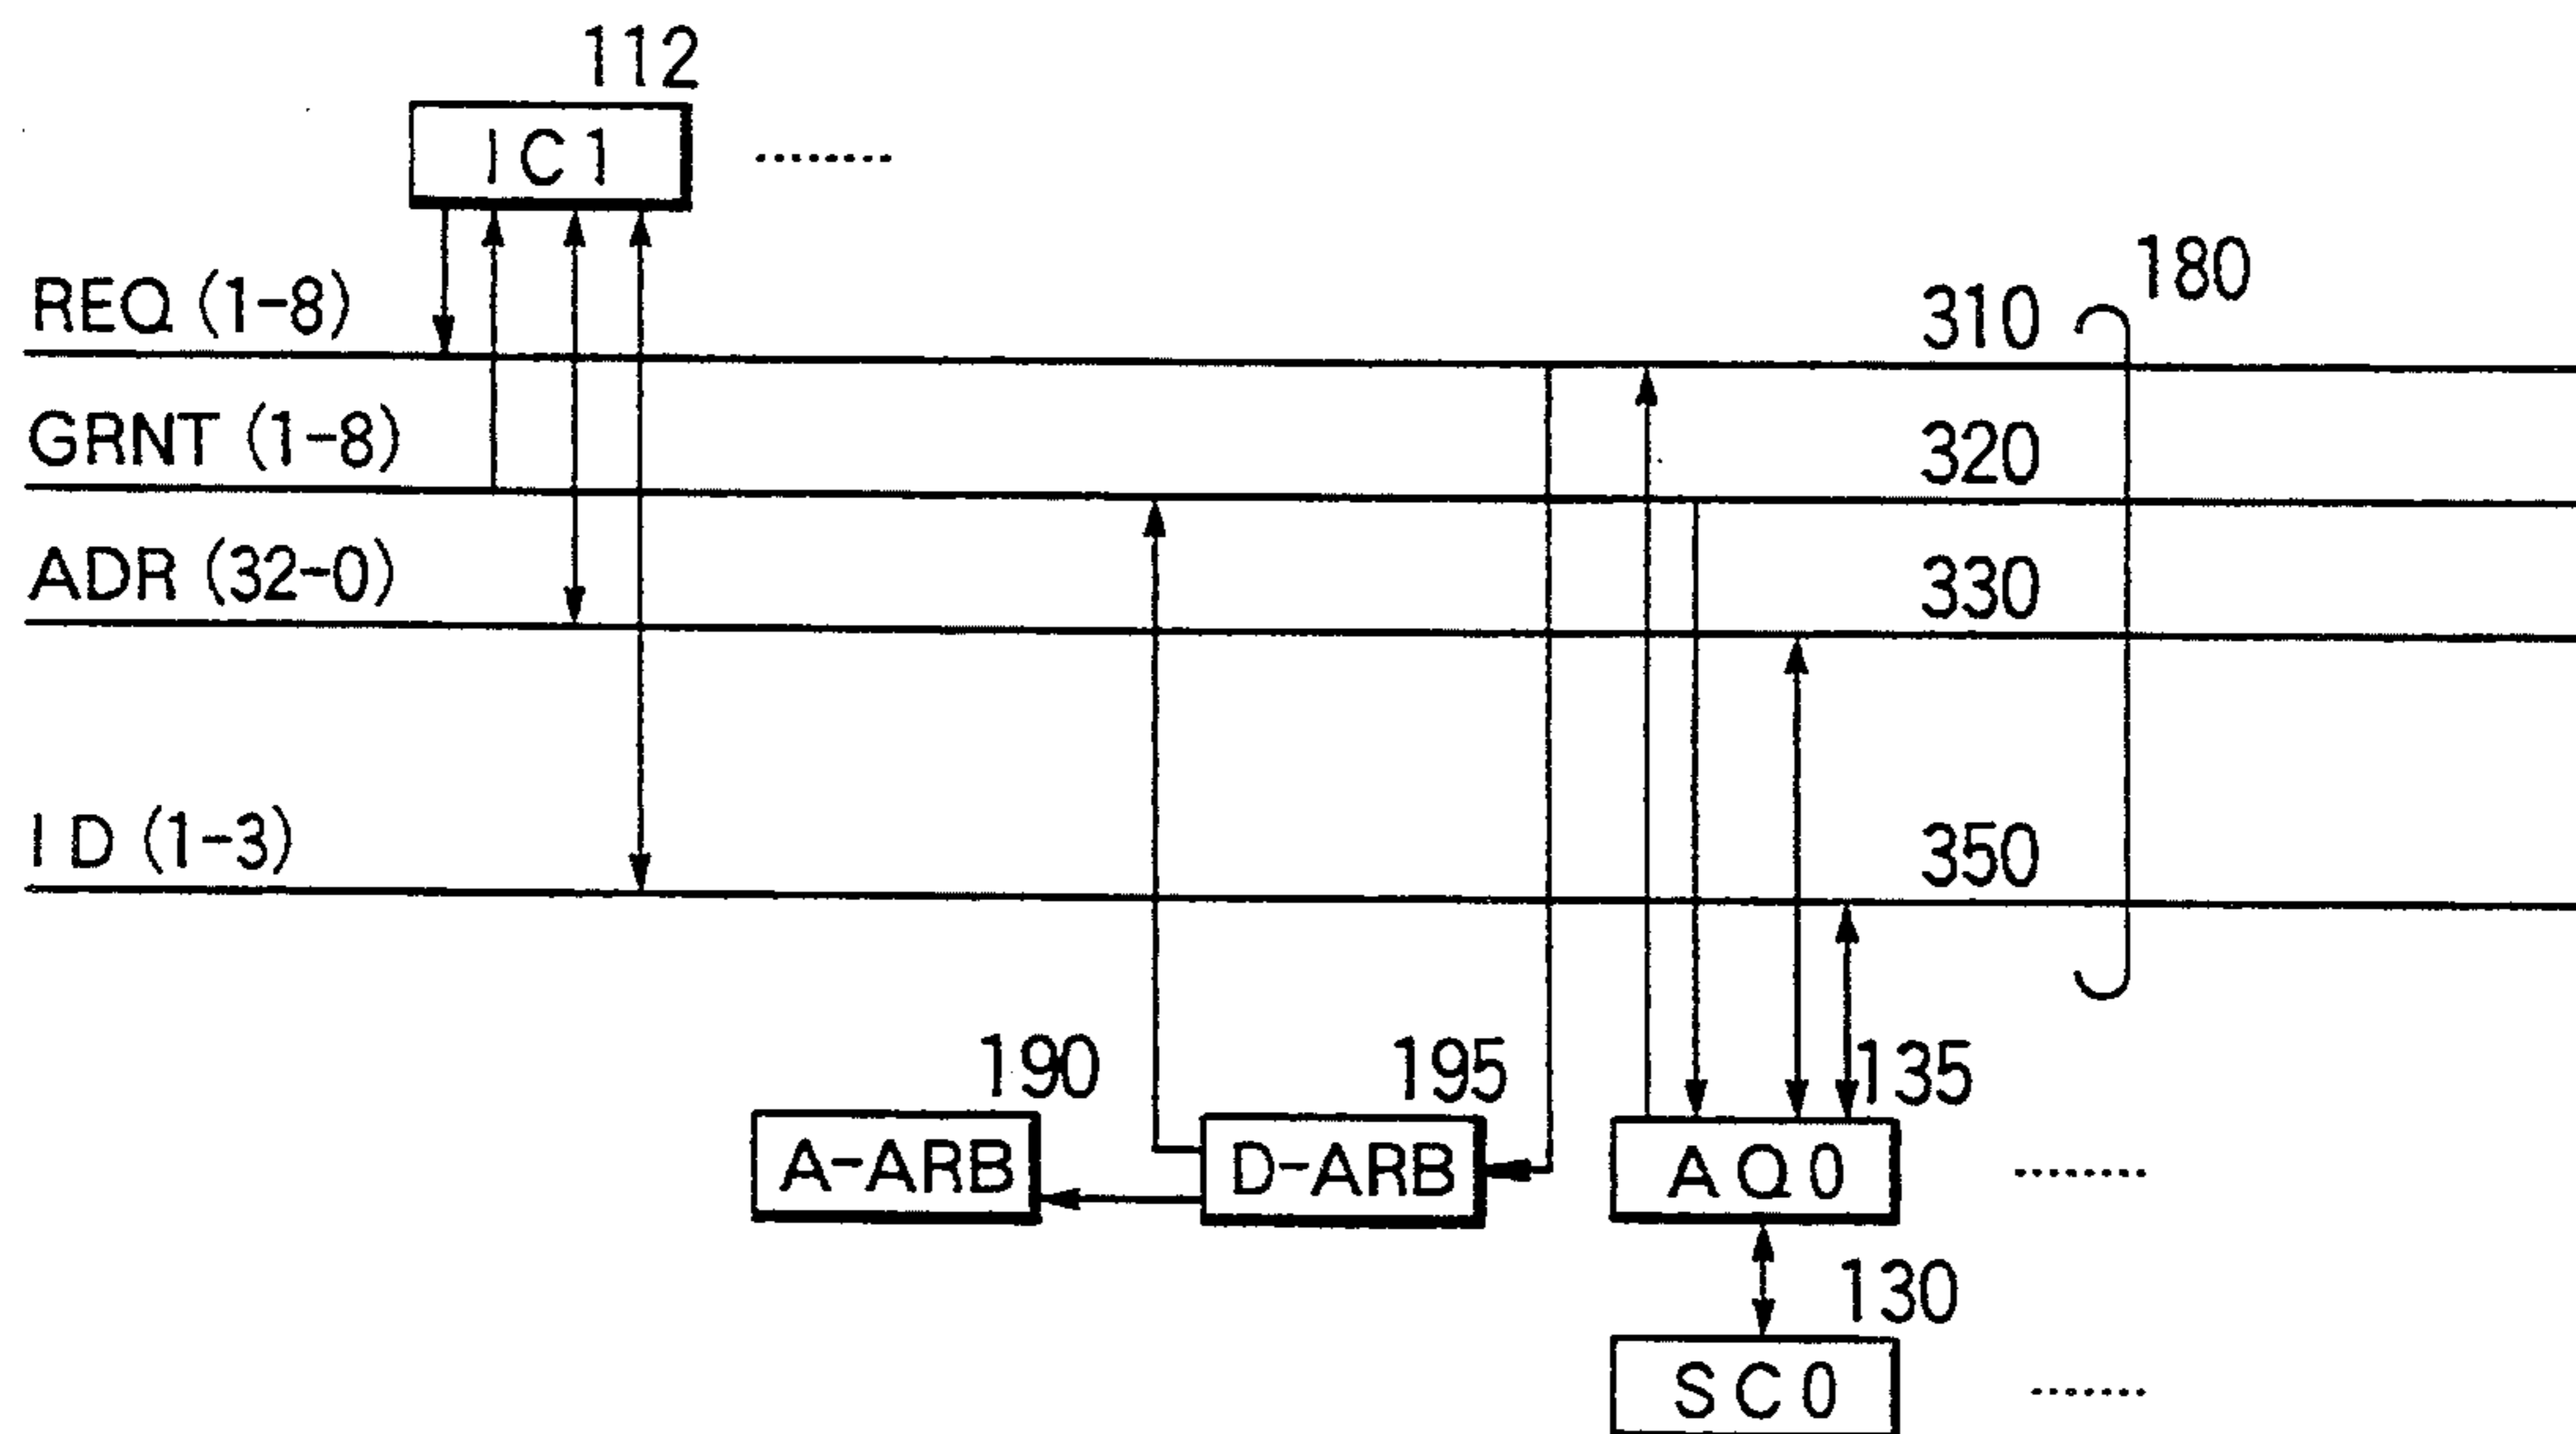 112
IC1
180
REQ (1-8)
310
GRNT (1-8)
320
ADR (32-0)
330
ID (1-3)
350
190
195
135
A-ARB
D-ARB
AQ0
130
SC0